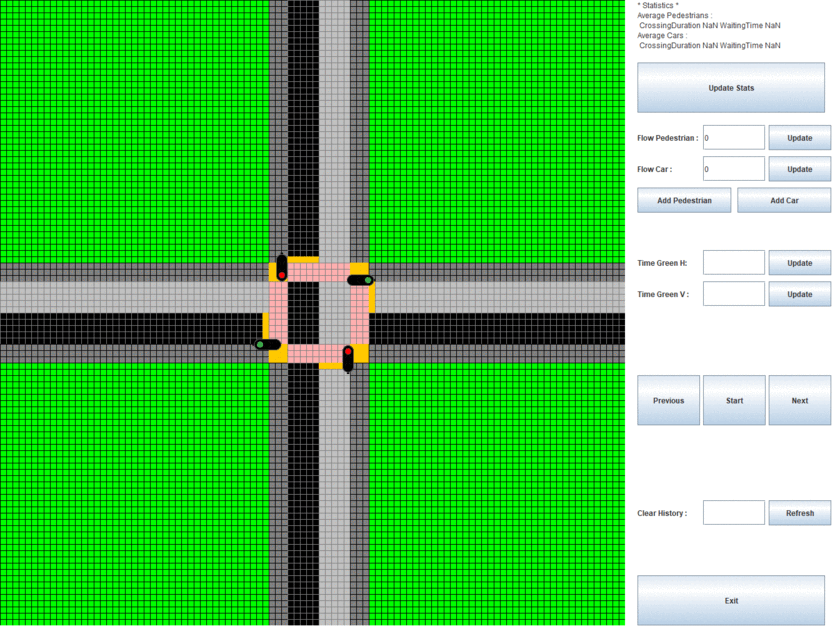 * Statistics *
Average Pedestrians :
CrossingDuration NaN WaitingTime NaN
Average Cars :
CrossingDuration NaN WaitingTime NaN
Update Stats
Flow Pedestrian : 0 Update
Flow Car : 0 Update
Add Pedestrian Add Car
Time Green H: Update
Time Green V : Update
Previous Start Next
Clear History : Refresh
Exit